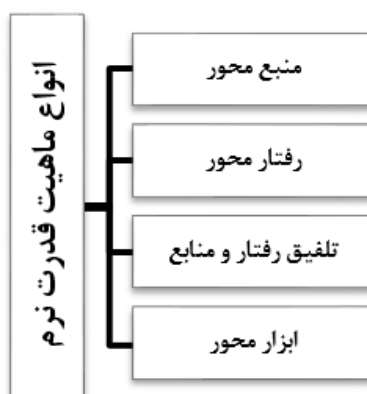 انواع ماهیت قدرت نرم
منبع محور
رفتار محور
تلفیق رفتار و منابع
ابزار محور